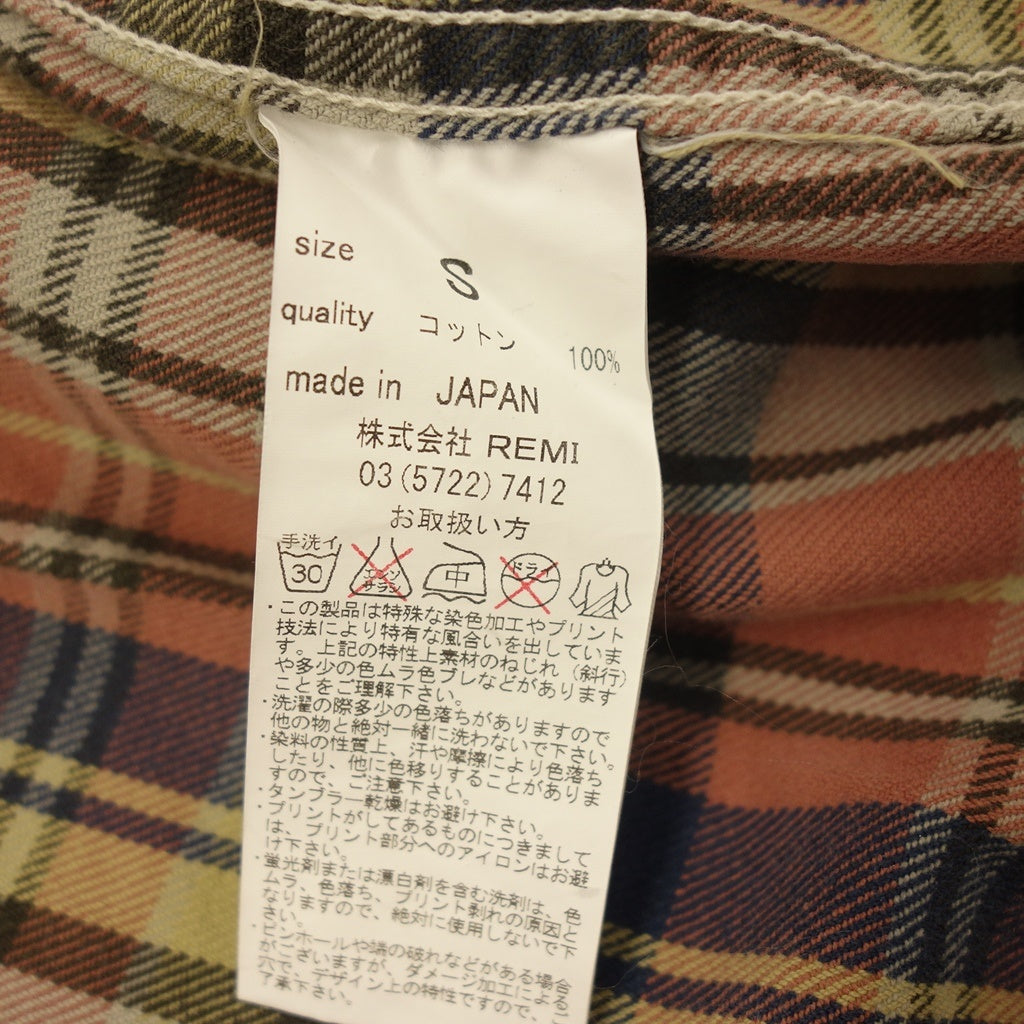 size S
quality コットン 100%
made in JAPAN
株式会社 REMI
03(5722)7412
お取扱い方
手洗イ
30
エンソ
サラシ
中
ドライ
・この製品は特殊な染色加工やプリント
技法により特有な風合いを出していま
す。上記の特性上素材のねじれ（斜行）
や多少の色ムラ色ブレなどがあります
ことをご理解下さい。
・洗濯の際多少の色落ちがありますので
他の物と絶対一緒に洗わないで下さい。
・染料の性質上、汗や摩擦により色落ち
したり、他に色移りすることがありま
すので、ご注意下さい。
・タンブラー乾燥はお避け下さい。
・プリントがしてあるものにつきまして
は、プリント部分へのアイロンはお避
け下さい。
・蛍光剤または漂白剤を含む洗剤は、色
ムラ、色落ち、プリント剥れの原因と
なりますので、絶対に使用しないで下
さい。
・ピンホールや端の破れなどがある場合
がございますが、ダメージ加工による
穴で、デザイン上の特性ですので、ご
了承下さい。